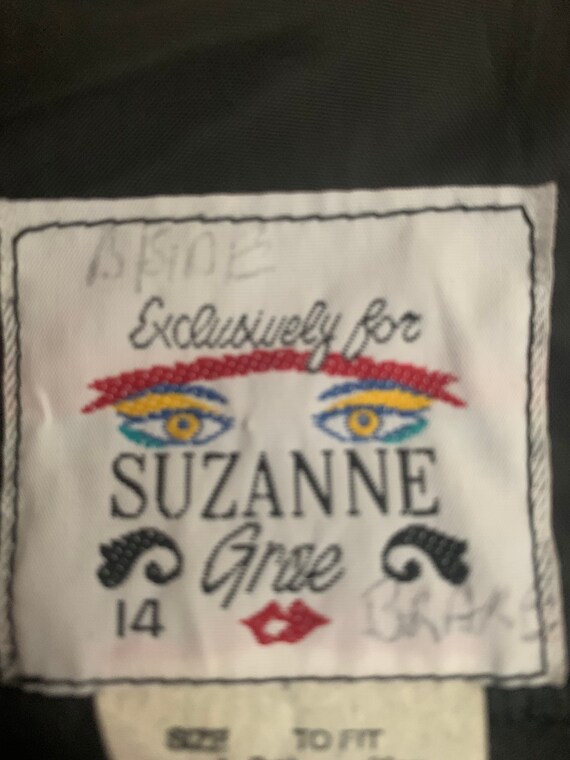 Exclusively for
SUZANNE
Grae
14
SIZE TO FIT